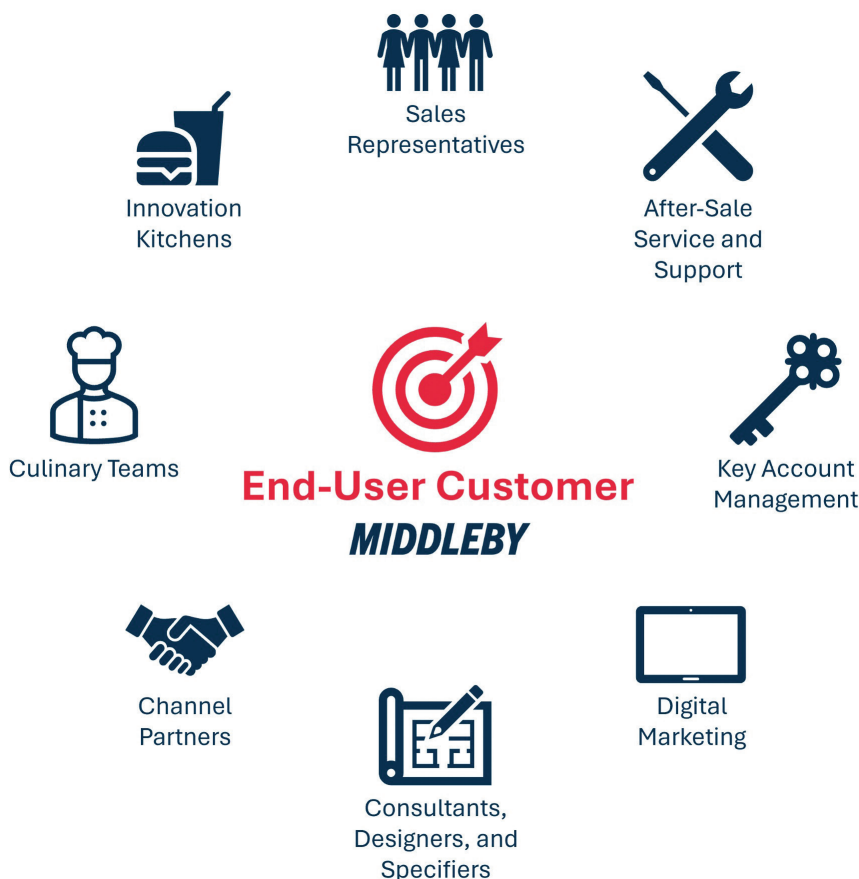 Sales
Representatives
Innovation
Kitchens
After-Sale
Service and
Support
Culinary Teams
End-User Customer
MIDDLEBY
Key Account
Management
Channel
Partners
Digital
Marketing
Consultants,
Designers, and
Specifiers